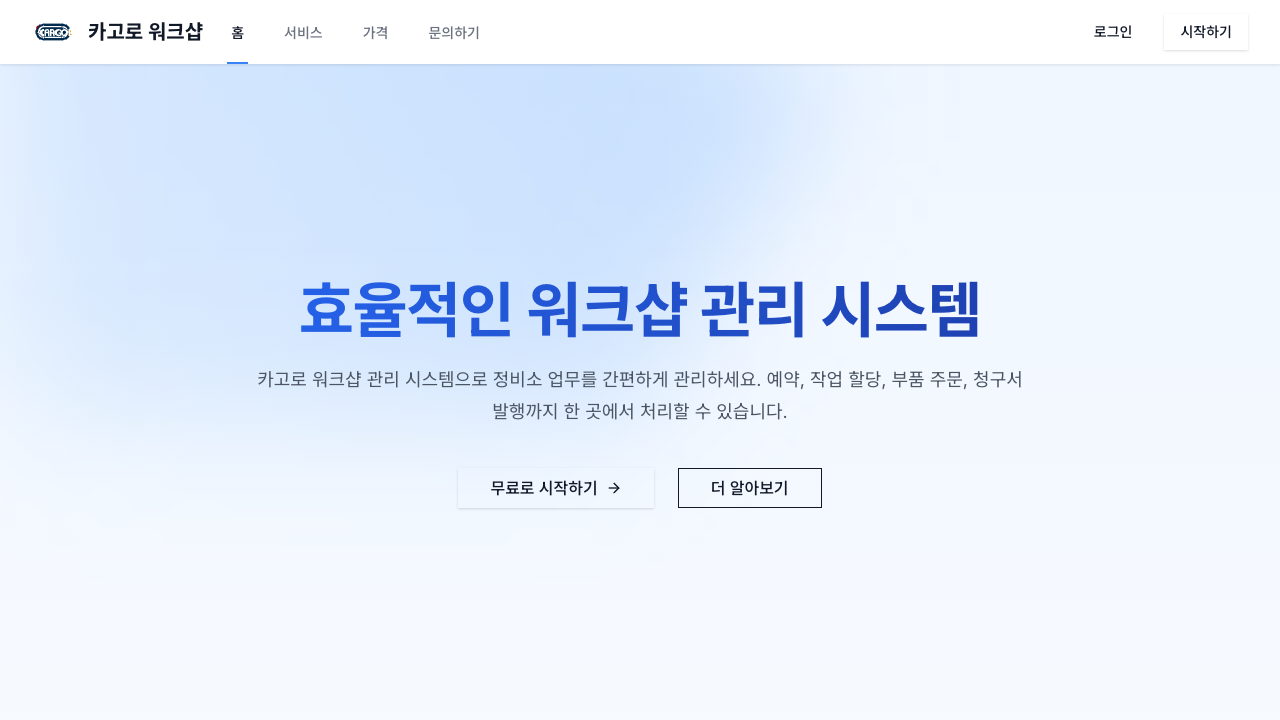 CARGO
카고로 워크샵
홈
서비스
가격
문의하기
로그인
시작하기
효율적인 워크샵 관리 시스템
카고로 워크샵 관리 시스템으로 정비소 업무를 간편하게 관리하세요. 예약, 작업 할당, 부품 주문, 청구서
발행까지 한 곳에서 처리할 수 있습니다.
무료로 시작하기 →
더 알아보기